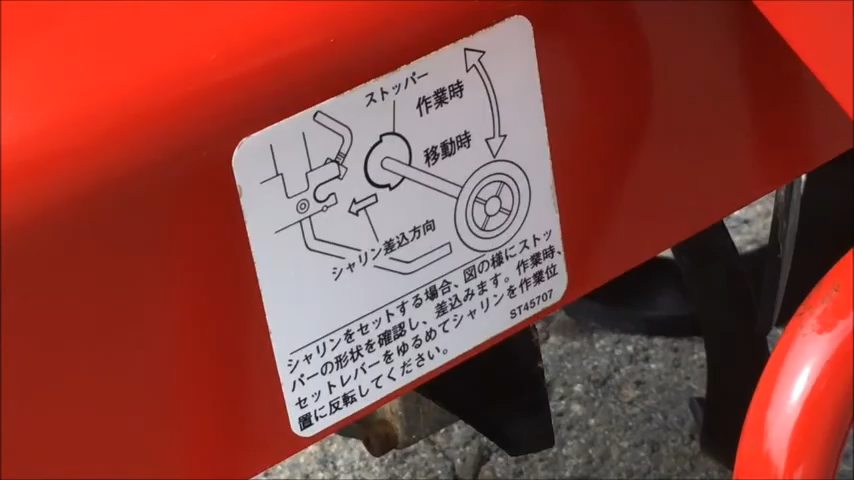 ストッパー
作業時
移動時
シャリン差込方向
シャリンをセットする場合、図の様にストッ
パーの形状を確認し、差込みます。作業時、
セットレバーをゆるめてシャリンを作業位
置に反転してください。
ST45707